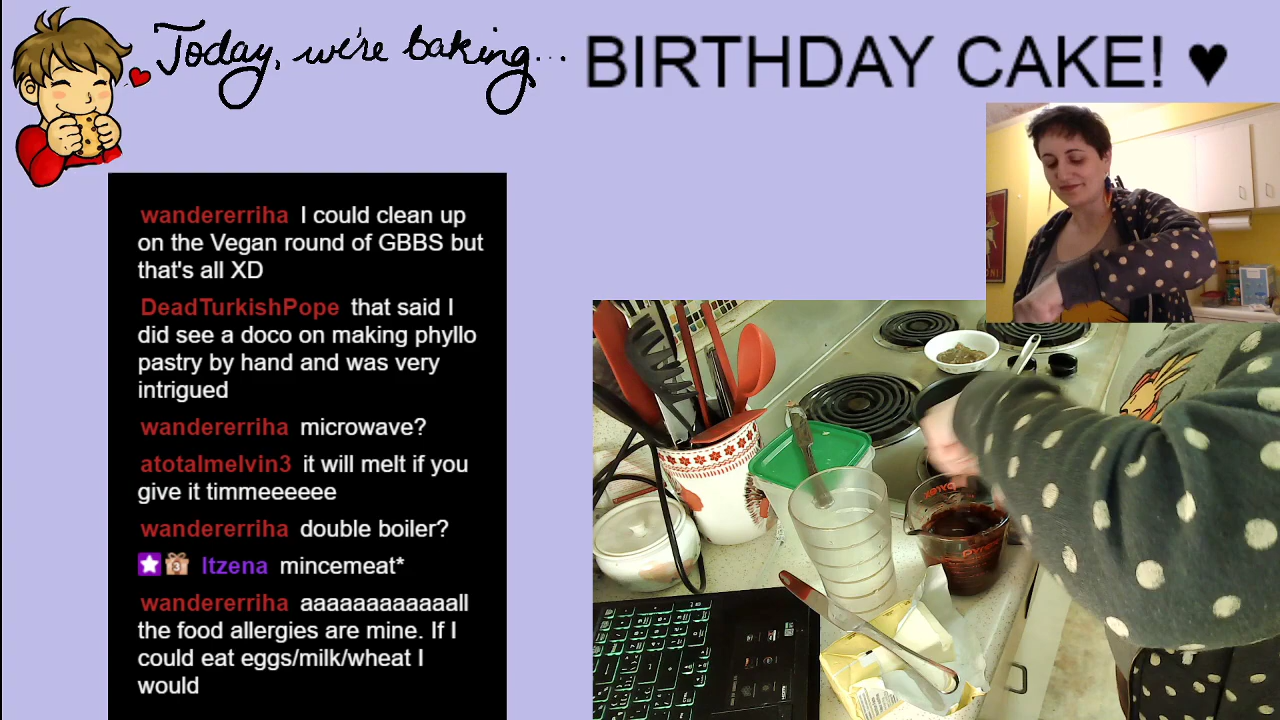 Today, we're baking... BIRTHDAY CAKE! ♥
wandererriha I could clean up
on the Vegan round of GBBS but
that's all XD
DeadTurkishPope that said I
did see a doco on making phyllo
pastry by hand and was very
intrigued
wandererriha microwave?
atotalmelvin3 it will melt if you
give it timmeeeeee
wandererriha double boiler?
3 Itzena mincemeat*
wandererriha aaaaaaaaaaaall
the food allergies are mine. If I
could eat eggs/milk/wheat I
would
PYREX